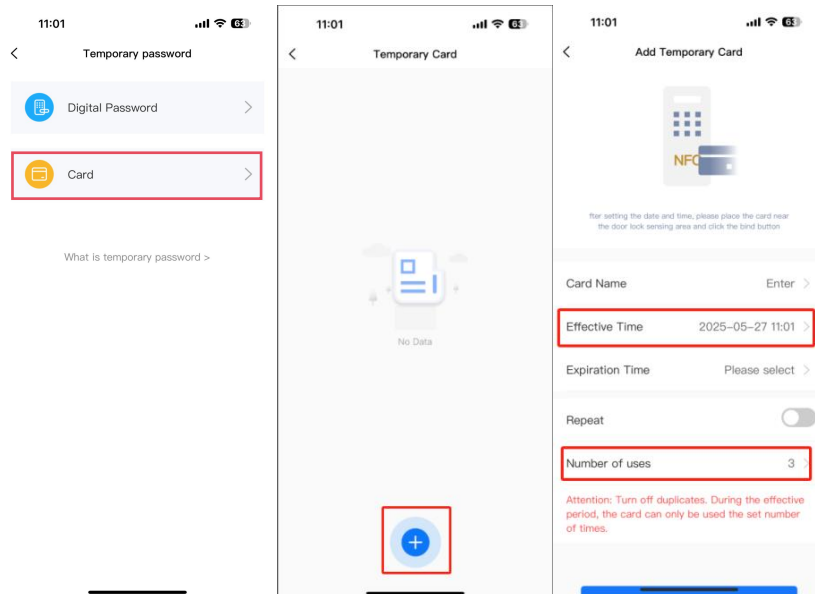 11:01
63
Temporary password
Digital Password
Card
What is temporary password >
11:01
63
Temporary Card
No Data
11:01
63
Add Temporary Card
NFC
fter setting the date and time, please place the card near
the door lock sensing area and click the bind button
Card Name Enter
Effective Time 2025-05-27 11:01
Expiration Time Please select
Repeat
Number of uses 3
Attention: Turn off duplicates. During the effective
period, the card can only be used the set number
of times.